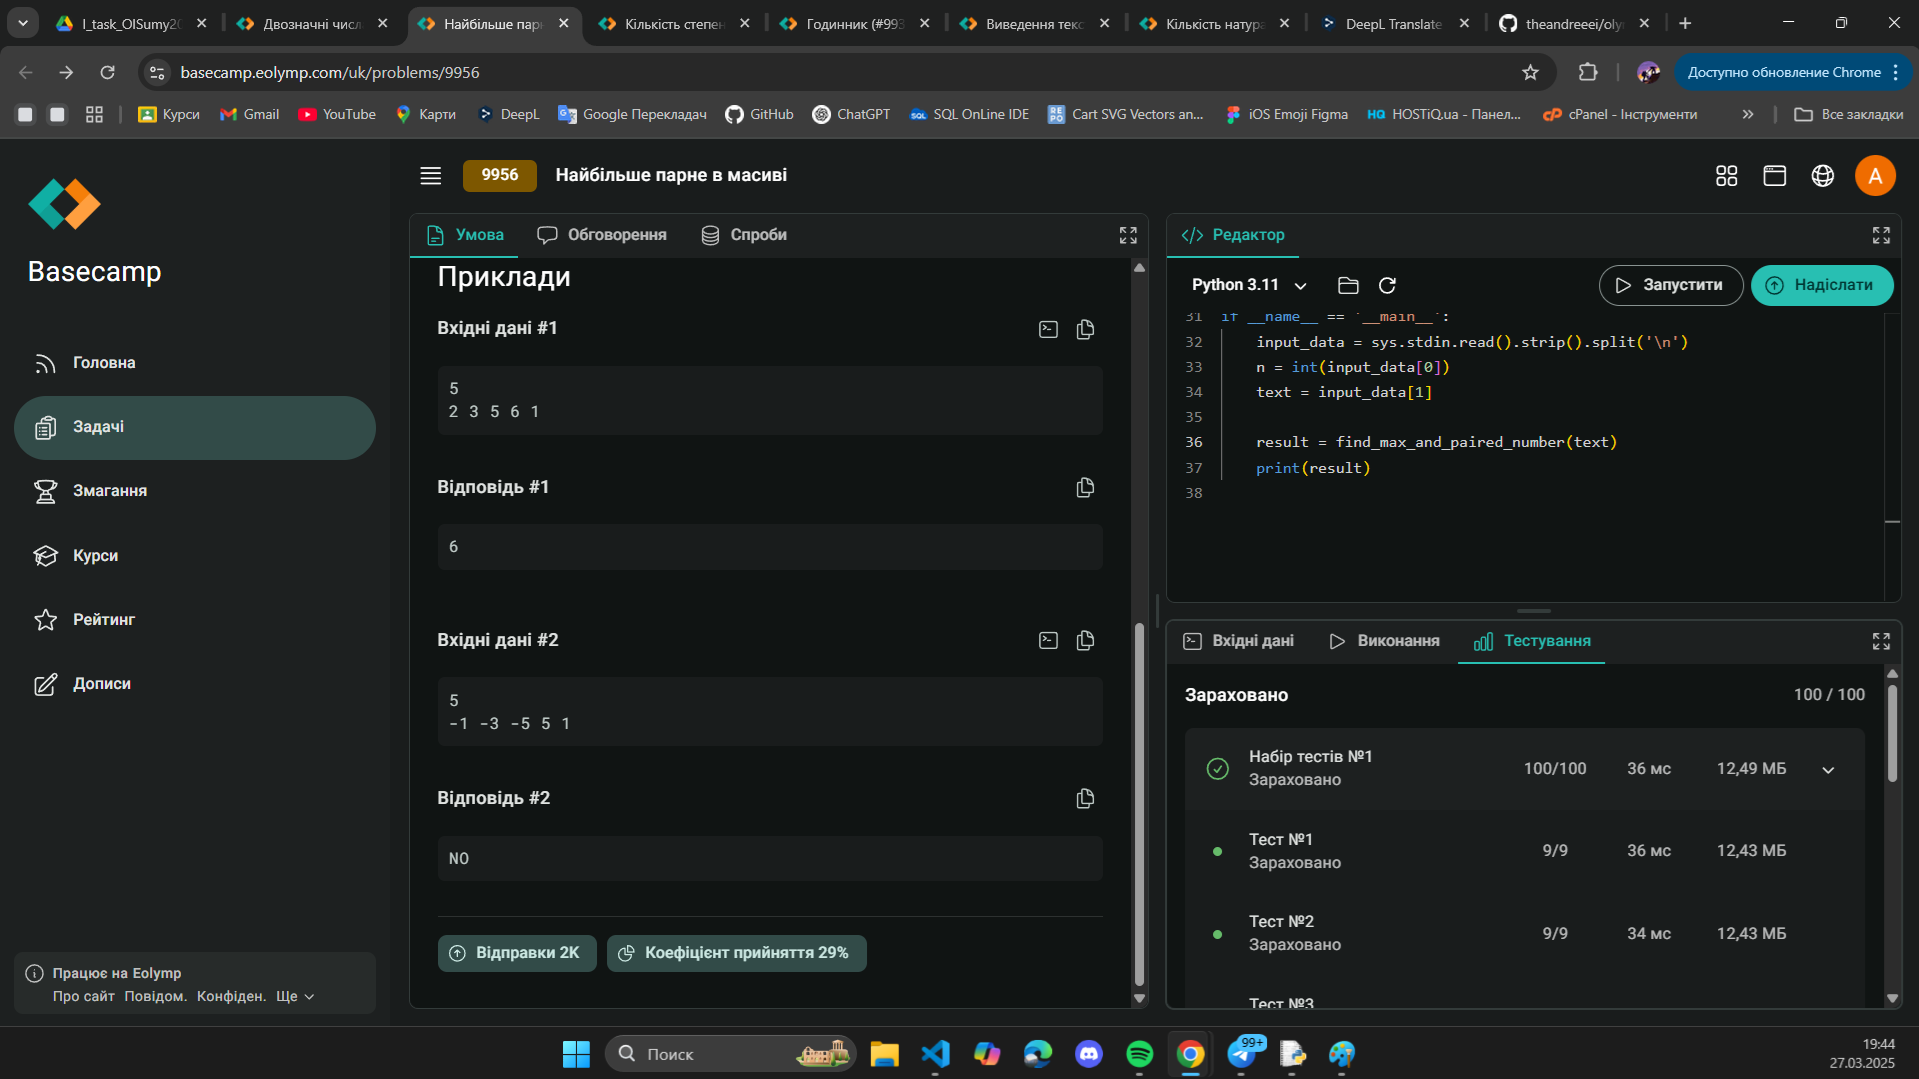 I_task_OISumy2
Двозначні числ
Найбільше парн
Кількість степен
Годинник (#993
Виведення текс
Кількість натура
DeepL Translate
theandreeei/oly
basecamp.eolymp.com/uk/problems/9956
Доступно обновление Chrome
Курси
Gmail
YouTube
Карти
DeepL
Google Перекладач
GitHub
ChatGPT
SQL OnLine IDE
Cart SVG Vectors an...
iOS Emoji Figma
HOSTiQ.ua - Панел...
cPanel - Інструменти
Все закладки
Basecamp
Головна
Задачі
Змагання
Курси
Рейтинг
Дописи
Працює на Eolymp
Про сайт Повідом. Конфіден. Ще
9956 Найбільше парне в масиві
A
Умова Обговорення Спроби
Приклади
Вхідні дані #1
5
2 3 5 6 1
Відповідь #1
6
Вхідні дані #2
5
-1 -3 -5 5 1
Відповідь #2
NO
Відправки 2K Коефіцієнт прийняття 29%
Редактор
Python 3.11 Запустити Надіслати
31 if __name__ == '__main__':
32 input_data = sys.stdin.read().strip().split('\n')
33 n = int(input_data[0])
34 text = input_data[1]
35
36 result = find_max_and_paired_number(text)
37 print(result)
38
Вхідні дані Виконання Тестування
Зараховано 100 / 100
Набір тестів №1
Зараховано
100/100 36 мс 12,49 МБ
Тест №1
Зараховано
9/9 36 мс 12,43 МБ
Тест №2
Зараховано
9/9 34 мс 12,43 МБ
Тест №3
Поиск
99+
19:44
27.03.2025